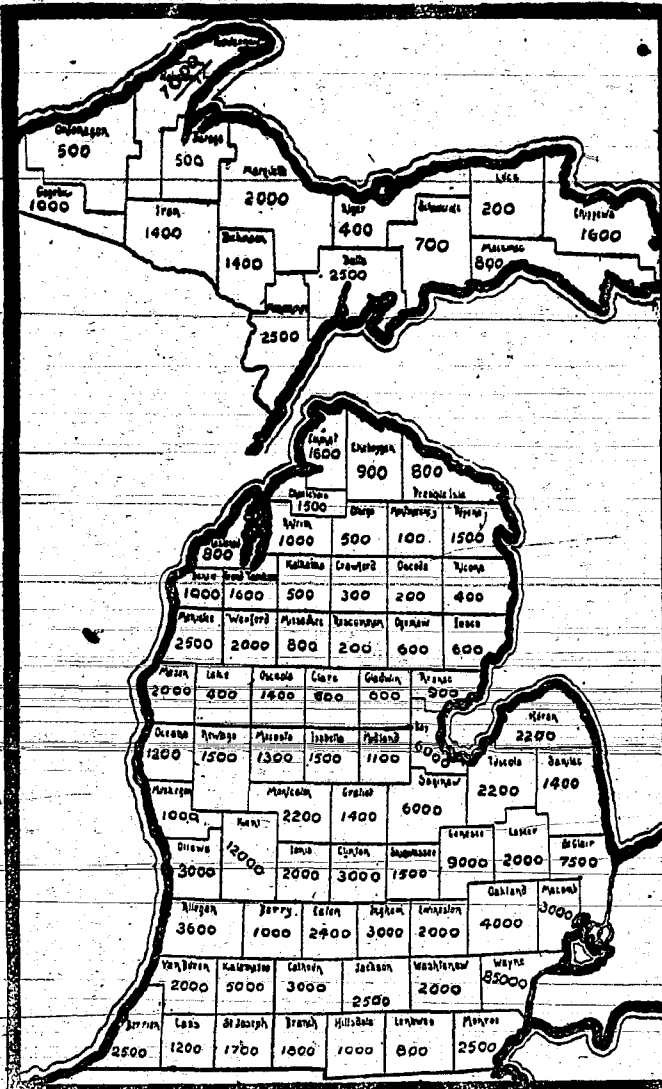 Ontonagon
500
Gogebic
1000
Baraga
500
Marquette
2000
Iron
1400
Dickinson
1400
Alger
400
Delta
2500
Schoolcraft
700
Luce
200
Mackinac
800
Chippewa
1600
2500
Emmet
1600
Cheboygan
900
800
Presque Isle
Charlevoix
1500
Antrim
1000
Otsego
500
Montmorency
100
Alpena
1500
800
1000
Grand Traverse
1600
Kalkaska
500
Crawford
300
Oscoda
200
Alcona
400
Manistee
2500
Wexford
2000
Missaukee
800
Roscommon
200
Ogemaw
600
Iosco
600
Mason
2000
Lake
400
Osceola
1400
Clare
600
Gladwin
600
Arenac
900
Oceana
1200
Newaygo
1500
Mecosta
1300
Isabella
1500
Midland
1100
Bay
Huron
2200
Muskegon
1000
Montcalm
2200
Gratiot
1400
Saginaw
6000
Tuscola
2200
Sanilac
1400
Ottawa
3000
Kent
12000
Ionia
2000
Clinton
3000
Shiawassee
1500
Genesee
9000
Lapeer
2000
St Clair
7500
Allegan
3600
Barry
1000
Eaton
2400
Ingham
3000
Livingston
2000
Oakland
4000
Macomb
3000
Van Buren
2000
Kalamazoo
5000
Calhoun
3000
Jackson
2500
Washtenaw
2000
Wayne
85000
Berrien
2500
Cass
1200
St Joseph
1700
Branch
1800
Hillsdale
1000
Lenawee
800
Monroe
2500